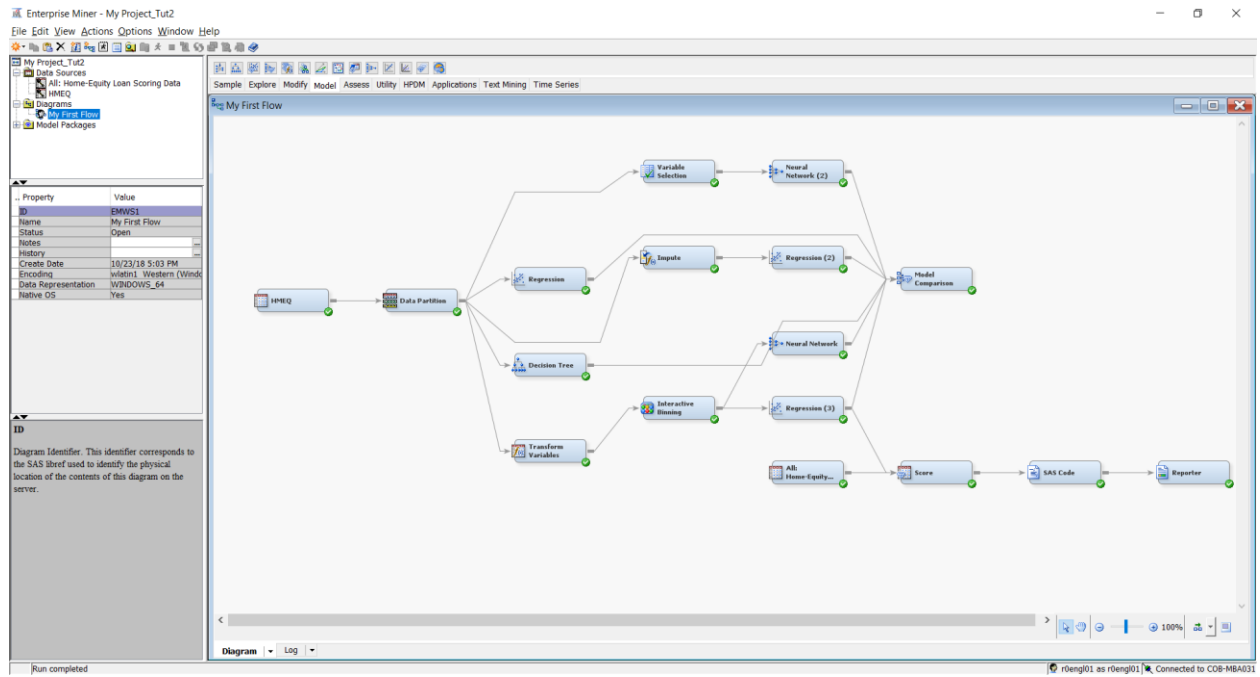 Enterprise Miner - My Project_Tut2
File Edit View Actions Options Window Help
My Project_Tut2
Data Sources
All: Home-Equity Loan Scoring Data
HMEQ
Diagrams
My First Flow
Model Packages
.. Property Value
ID EMWS1
Name My First Flow
Status Open
Notes ...
History ...
Create Date 10/23/18 5:03 PM
Encoding wlatin1 Western (Windo
Data Representation WINDOWS_64
Native OS Yes
ID
Diagram Identifier. This identifier corresponds to
the SAS libref used to identify the physical
location of the contents of this diagram on the
server.
Sample Explore Modify Model Assess Utility HPDM Applications Text Mining Time Series
My First Flow
Variable
Selection
Neural
Network (2)
Regression
Impute
Regression (2)
Model
Comparison
HMEQ
Data Partition
Decision Tree
Neural Network
Interactive
Binning
Regression (3)
Transform
Variables
All:
Home-Equity...
Score
SAS Code
Reporter
100%
Diagram Log
Run completed
r0engl01 as r0engl01 Connected to COB-MBA031